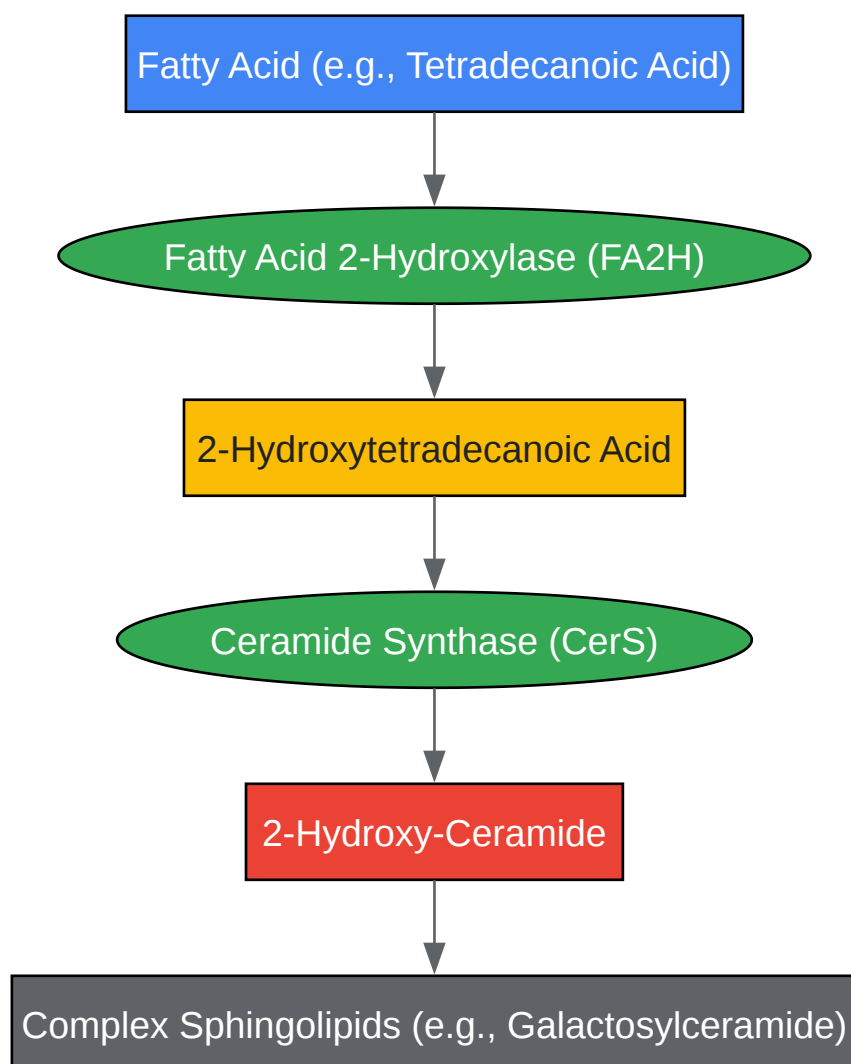 Fatty Acid (e.g., Tetradecanoic Acid)
Fatty Acid 2-Hydroxylase (FA2H)
2-Hydroxytetradecanoic Acid
Ceramide Synthase (CerS)
2-Hydroxy-Ceramide
Complex Sphingolipids (e.g., Galactosylceramide)